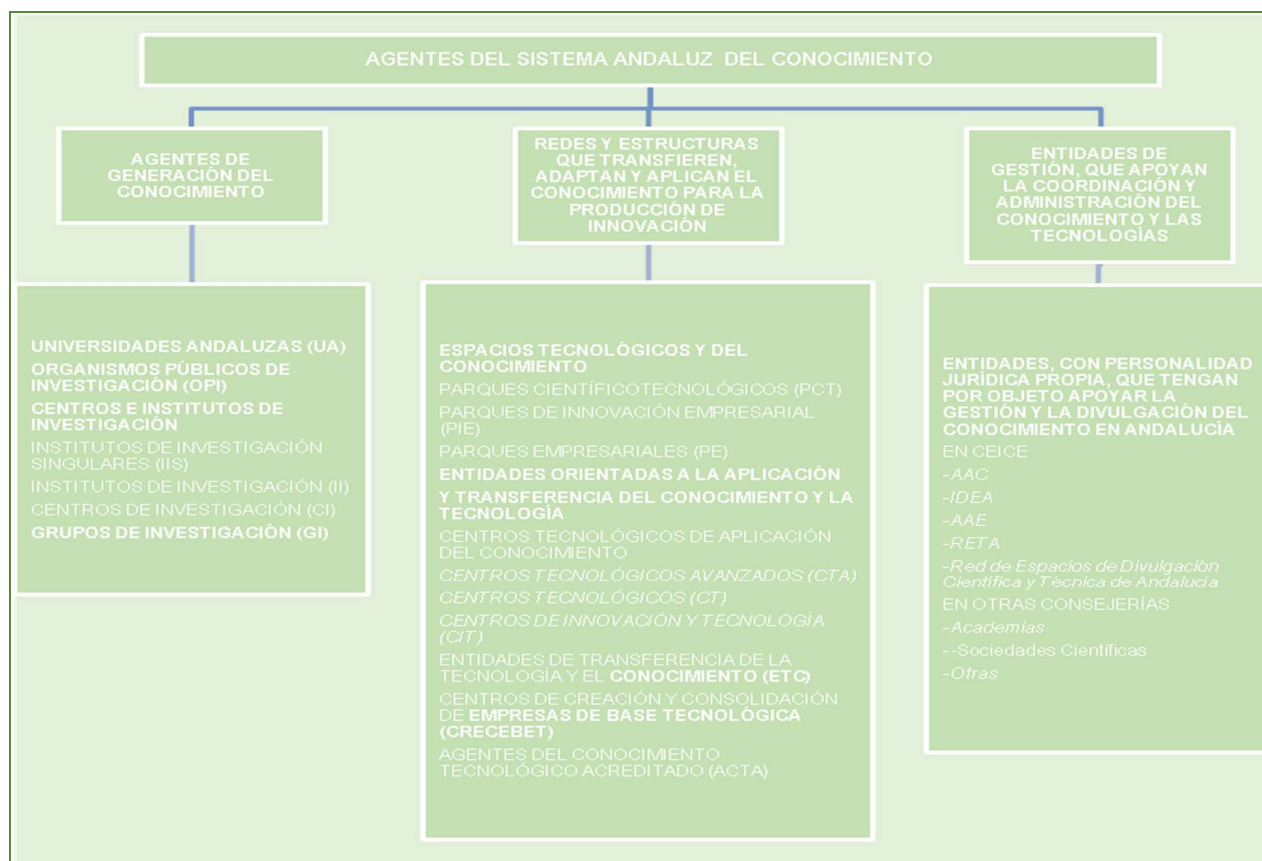 AGENTES DEL SISTEMA ANDALUZ DEL CONOCIMIENTO
AGENTES DE
GENERACIÓN DEL
CONOCIMIENTO
REDES Y ESTRUCTURAS
QUE TRANSFIEREN,
ADAPTAN Y APLICAN EL
CONOCIMIENTO PARA LA
PRODUCCIÓN DE
INNOVACIÓN
ENTIDADES DE
GESTIÓN, QUE APOYAN
LA COORDINACIÓN Y
ADMINISTRACIÓN DEL
CONOCIMIENTO Y LAS
TECNOLOGÍAS
UNIVERSIDADES ANDALUZAS (UA)
ORGANISMOS PÚBLICOS DE
INVESTIGACIÓN (OPI)
CENTROS E INSTITUTOS DE
INVESTIGACIÓN
INSTITUTOS DE INVESTIGACIÓN
SINGULARES (IIS)
INSTITUTOS DE INVESTIGACIÓN (II)
CENTROS DE INVESTIGACIÓN (CI)
GRUPOS DE INVESTIGACIÓN (GI)
ESPACIOS TECNOLÓGICOS Y DEL
CONOCIMIENTO
PARQUES CIENTÍFICOTECNOLÓGICOS (PCT)
PARQUES DE INNOVACIÓN EMPRESARIAL
(PIE)
PARQUES EMPRESARIALES (PE)
ENTIDADES ORIENTADAS A LA APLICACIÓN
Y TRANSFERENCIA DEL CONOCIMIENTO Y LA
TECNOLOGÍA
CENTROS TECNOLÓGICOS DE APLICACIÓN
DEL CONOCIMIENTO
CENTROS TECNOLÓGICOS AVANZADOS (CTA)
CENTROS TECNOLÓGICOS (CT)
CENTROS DE INNOVACIÓN Y TECNOLOGÍA
(CIT)
ENTIDADES DE TRANSFERENCIA DE LA
TECNOLOGÍA Y EL CONOCIMIENTO (ETC)
CENTROS DE CREACIÓN Y CONSOLIDACIÓN
DE EMPRESAS DE BASE TECNOLÓGICA
(CRECEBET)
AGENTES DEL CONOCIMIENTO
TECNOLÓGICO ACREDITADO (ACTA)
ENTIDADES, CON PERSONALIDAD
JURÍDICA PROPIA, QUE TENGAN
POR OBJETO APOYAR LA
GESTIÓN Y LA DIVULGACIÓN DEL
CONOCIMIENTO EN ANDALUCÍA
EN CEICE
-AAC
-IDEA
-AAE
-RETA
-Red de Espacios de Divulgación
Científica y Técnica de Andalucía
EN OTRAS CONSEJERÍAS
-Academías
--Sociedades Científicas
-Otras